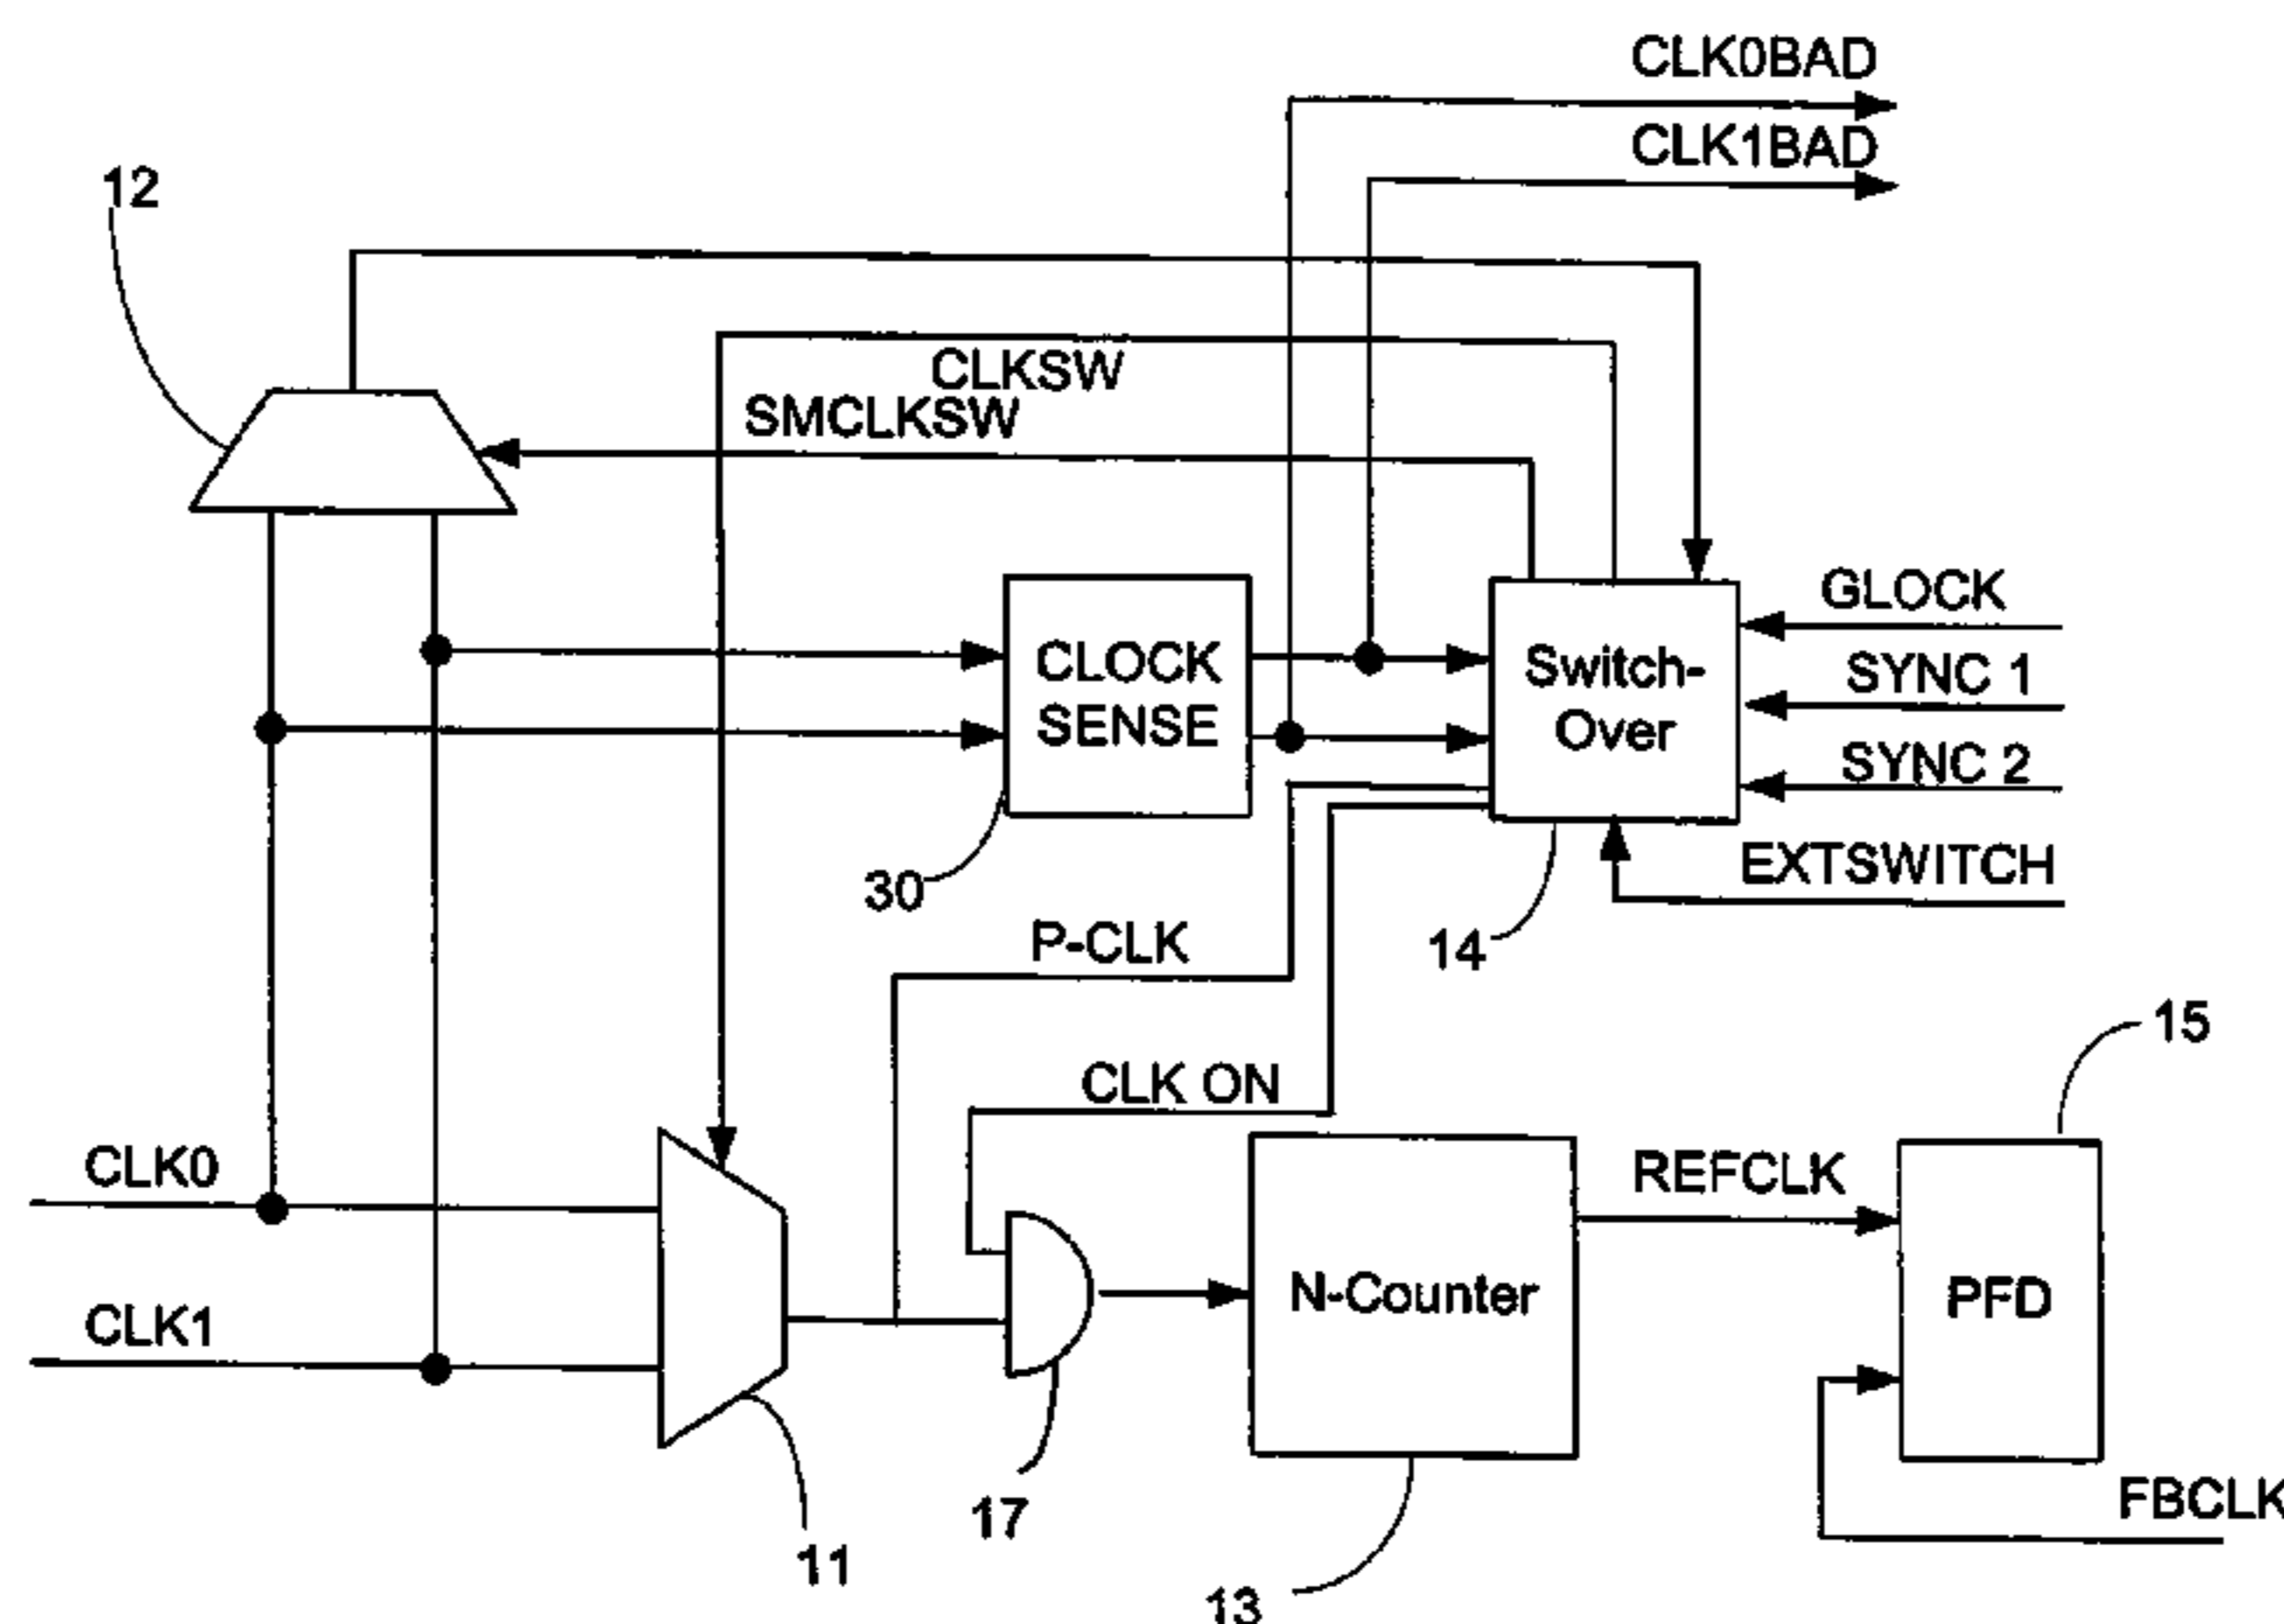 CLK0BAD
CLK1BAD
12
CLKSW
SMCLKSW
GLOCK
CLOCK
SENSE
Switch-
Over
SYNC 1
SYNC 2
EXTSWITCH
30
14
P-CLK
15
CLK ON
CLK0
REFCLK
N-Counter
PFD
CLK1
FBCLK
17
11
13